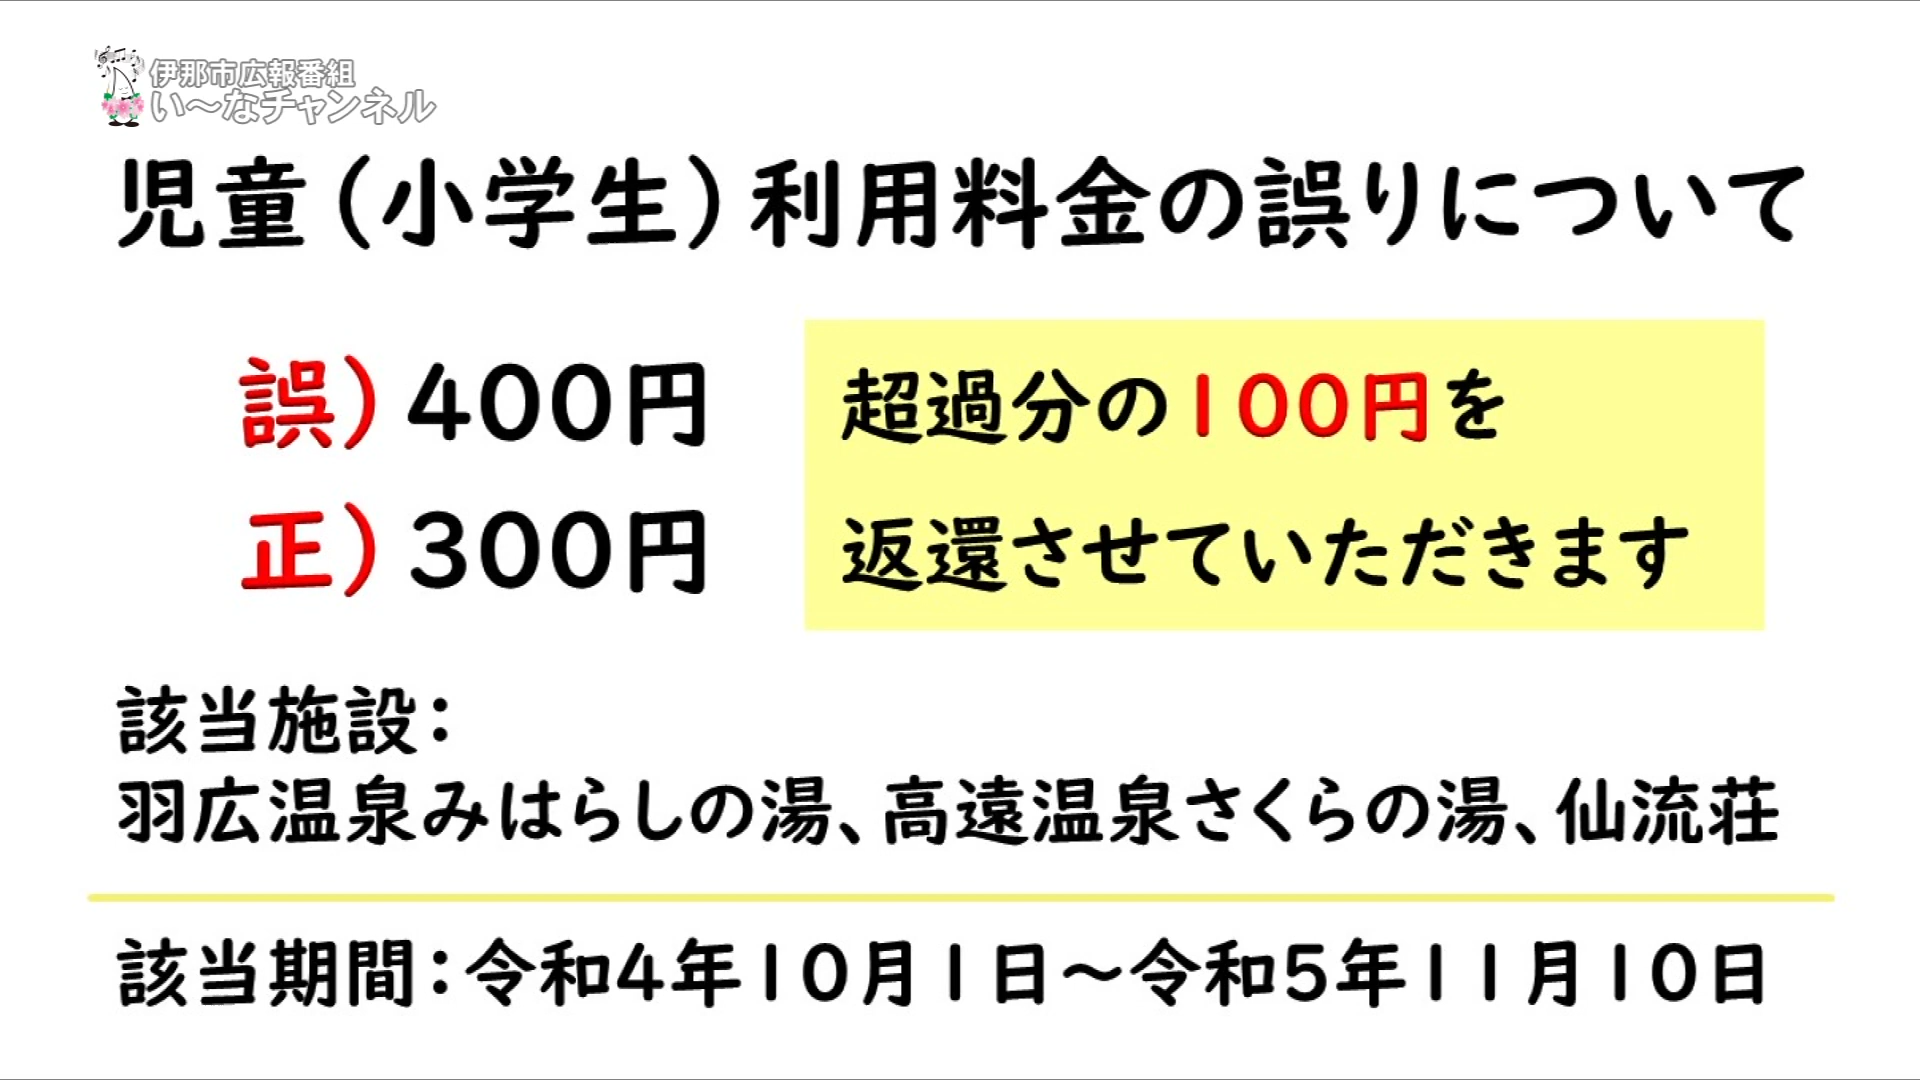 伊那市広報番組
い〜なチャンネル
児童（小学生）利用料金の誤りについて
誤）400円
正）300円
超過分の100円を
返還させていただきます
該当施設：
羽広温泉みはらしの湯、高遠温泉さくらの湯、仙流荘
該当期間：令和4年10月1日～令和5年11月10日